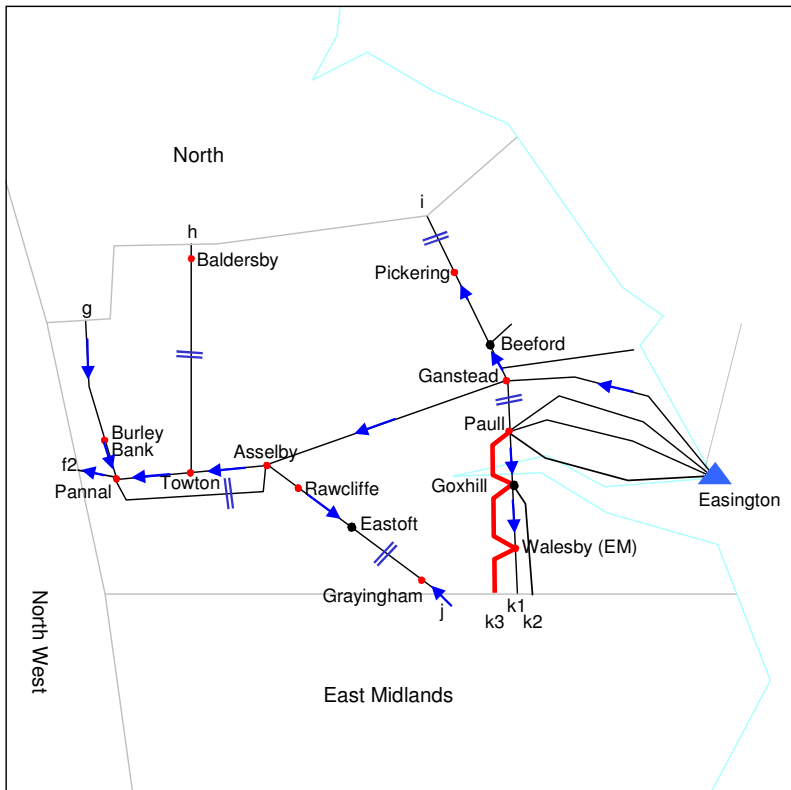 North
i
h
Baldersby
Pickering
g
Beeford
Ganstead
Paull
Burley
Bank
Asselby
f2
Pannal
Towton
Rawcliffe
Goxhill
Easington
Eastoft
Walesby (EM)
Grayingham
j
k1
k3
k2
North West
East Midlands